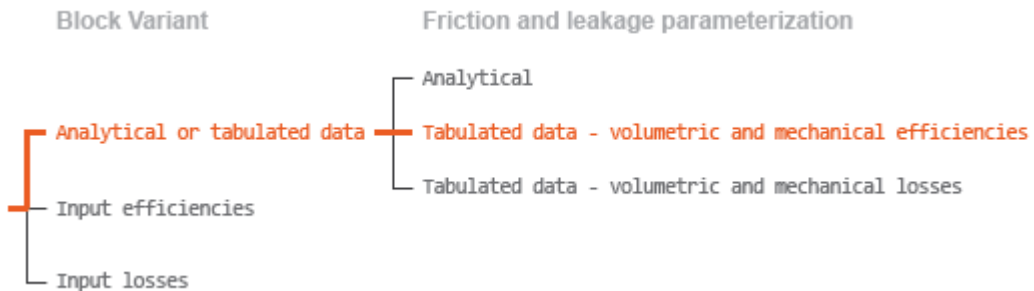 Block Variant
Friction and leakage parameterization
Analytical
Analytical or tabulated data
Tabulated data - volumetric and mechanical efficiencies
Tabulated data - volumetric and mechanical losses
Input efficiencies
Input losses